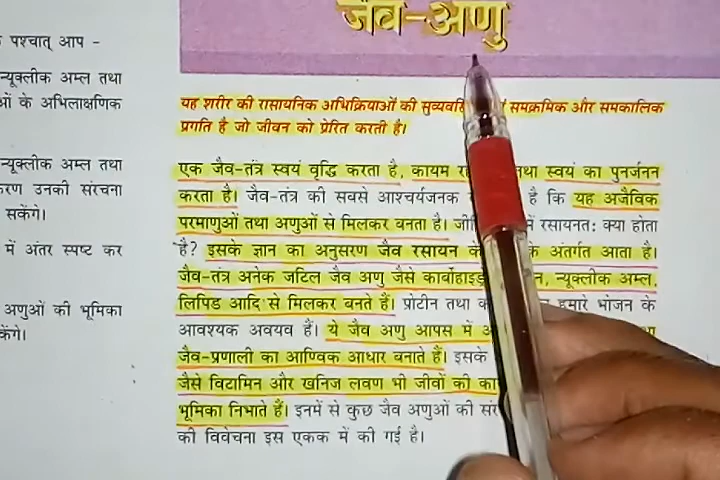 जैव-अणु
पश्चात् आप -
न्यूक्लीक अम्ल तथा
ओं के अभिलाक्षणिक
न्यूक्लीक अम्ल तथा
करण उनकी संरचना
सकेंगे।
में अंतर स्पष्ट कर
अणुओं की भूमिका
केंगे।
यह शरीर की रासायनिक अभिक्रियाओं की समक्रमिक और समकालिक
प्रगति है जो जीवन को प्रेरित करती है।
एक जैव-तंत्र स्वयं वृद्धि करता है, कायम तथा स्वयं का पुनर्जनन
करता है। जैव-तंत्र की सबसे आश्चर्यजनक है कि यह अजैविक
परमाणुओं तथा अणुओं से मिलकर बनता है। में रसायनत: क्या होता
है? इसके ज्ञान का अनुसरण जैव रसायन के अंतर्गत आता है।
जैव-तंत्र अनेक जटिल जैव अणु जैसे न्यूक्लीक अम्ल,
लिपिड आदि से मिलकर बनते हैं। प्रोटीन तथा हमारे भोजन के
आवश्यक अवयव हैं। ये जैव अणु आपस में
जैव-प्रणाली का आण्विक आधार बनाते हैं। इसके
जैसे विटामिन और खनिज लवण भी जीवों की
भूमिका निभाते हैं। इनमें से कुछ जैव अणुओं की
की विवेचना इस एकक में की गई है।